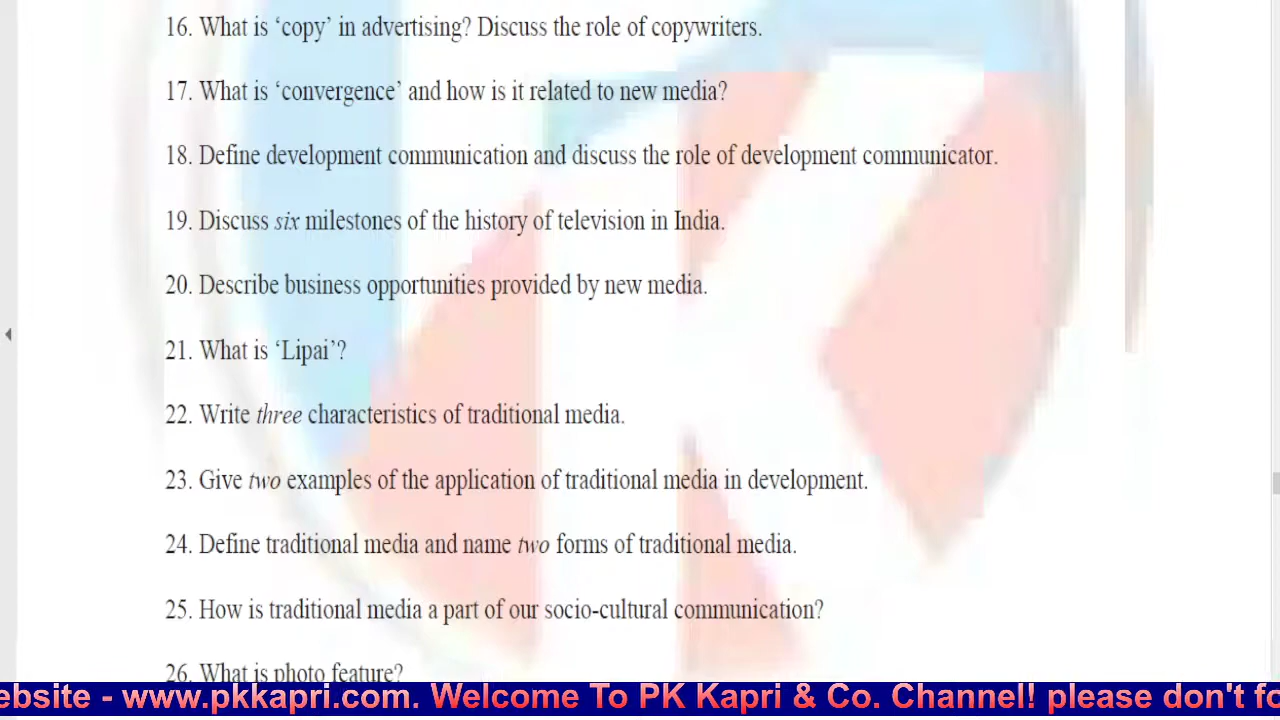 16. What is ‘copy’ in advertising? Discuss the role of copywriters.
17. What is ‘convergence’ and how is it related to new media?
18. Define development communication and discuss the role of development communicator.
19. Discuss six milestones of the history of television in India.
20. Describe business opportunities provided by new media.
21. What is ‘Lipai’?
22. Write three characteristics of traditional media.
23. Give two examples of the application of traditional media in development.
24. Define traditional media and name two forms of traditional media.
25. How is traditional media a part of our socio-cultural communication?
26. What is photo feature?
ebsite - www.pkkapri.com. Welcome To PK Kapri & Co. Channel! please don't fo